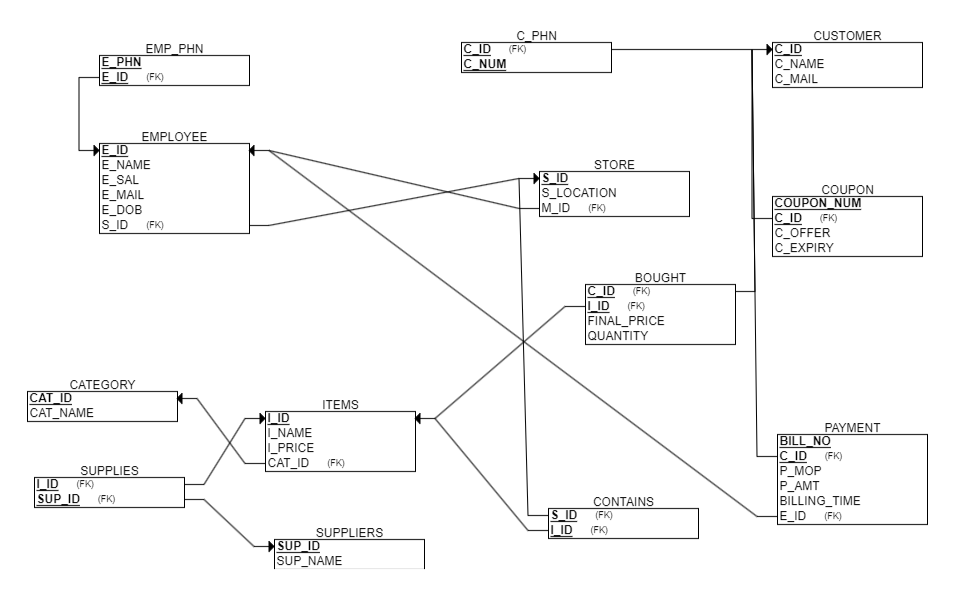 EMP_PHN
E_PHN
E_ID (FK)
C_PHN
C_ID (FK)
C_NUM
CUSTOMER
C_ID
C_NAME
C_MAIL
EMPLOYEE
E_ID
E_NAME
E_SAL
E_MAIL
E_DOB
S_ID (FK)
STORE
S_ID
S_LOCATION
M_ID (FK)
COUPON
COUPON_NUM
C_ID (FK)
C_OFFER
C_EXPIRY
BOUGHT
C_ID (FK)
I_ID (FK)
FINAL_PRICE
QUANTITY
CATEGORY
CAT_ID
CAT_NAME
ITEMS
I_ID
I_NAME
I_PRICE
CAT_ID (FK)
PAYMENT
BILL_NO
C_ID (FK)
P_MOP
P_AMT
BILLING_TIME
E_ID (FK)
SUPPLIES
I_ID (FK)
SUP_ID (FK)
CONTAINS
S_ID (FK)
I_ID (FK)
SUPPLIERS
SUP_ID
SUP_NAME